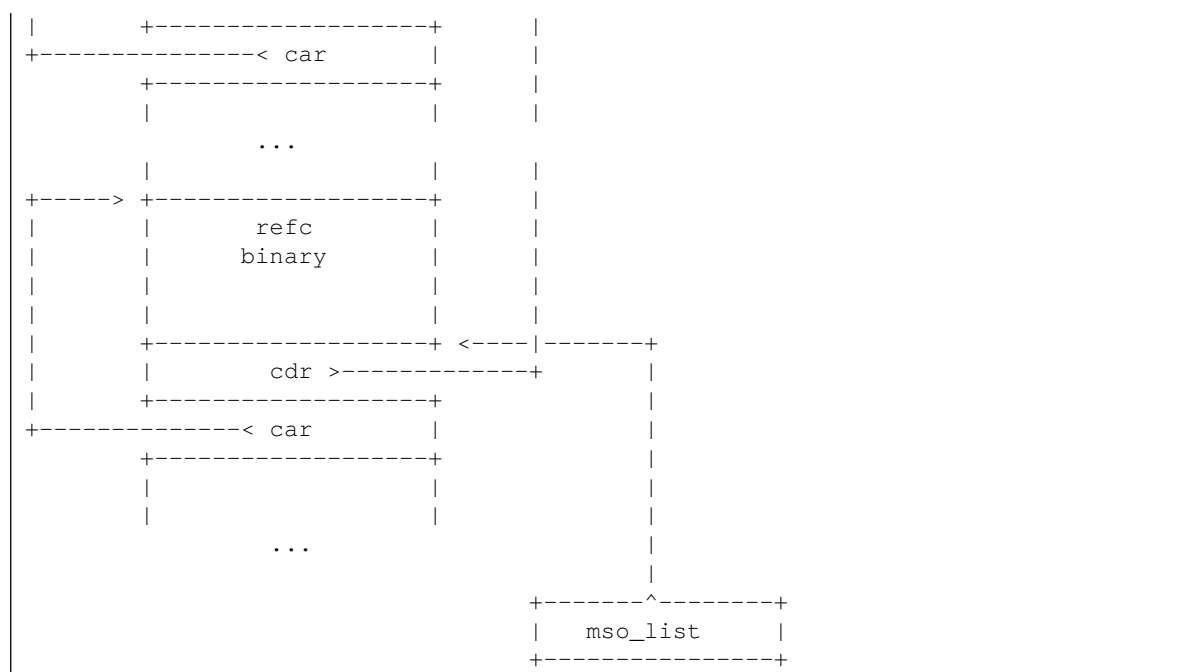 |         +-------------------+       |
+---------------< car         |       |
        +-------------------+       |
        |                   |       |
                ...
        |                   |       |
+-----> +-------------------+       |
|       |       refc        |       |
|       |      binary       |       |
|       |                   |       |
|       |                   |       |
|       +-------------------+ <----|-------+
|       |        cdr >-------------+       |
|       +-------------------+              |
+--------------< car        |              |
        +-------------------+              |
        |                   |              |
        |                   |              |
                 ...                       |
                                           |
                                   +-------^--------+
                                   |   mso_list     |
                                   +----------------+